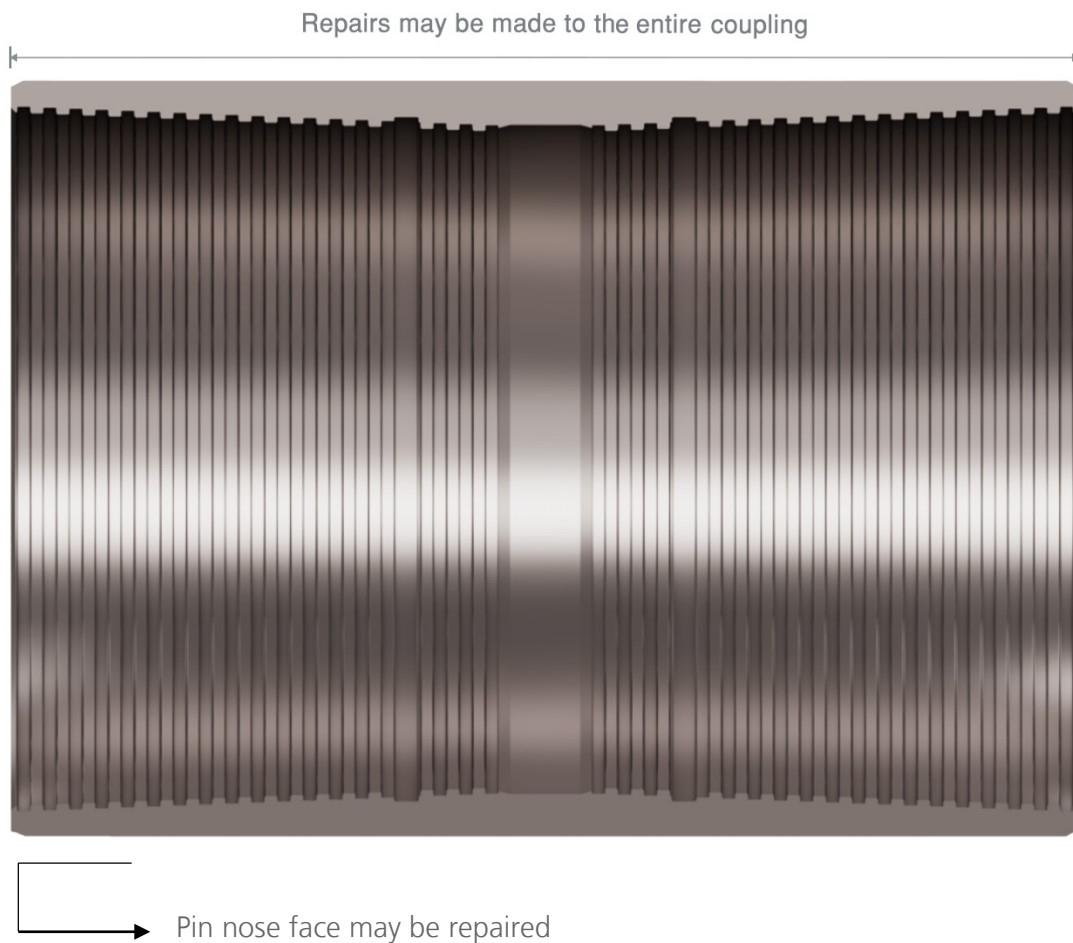 Repairs may be made to the entire coupling
Pin nose face may be repaired